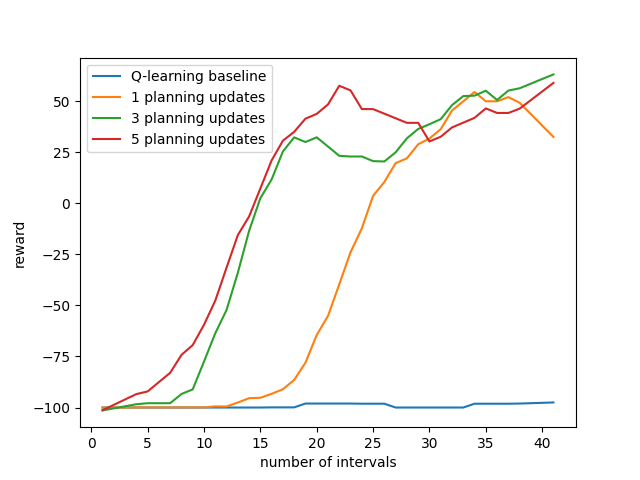 Q-learning baseline
1 planning updates
3 planning updates
5 planning updates
reward
50
25
0
−25
−50
−75
−100
0 5 10 15 20 25 30 35 40
number of intervals